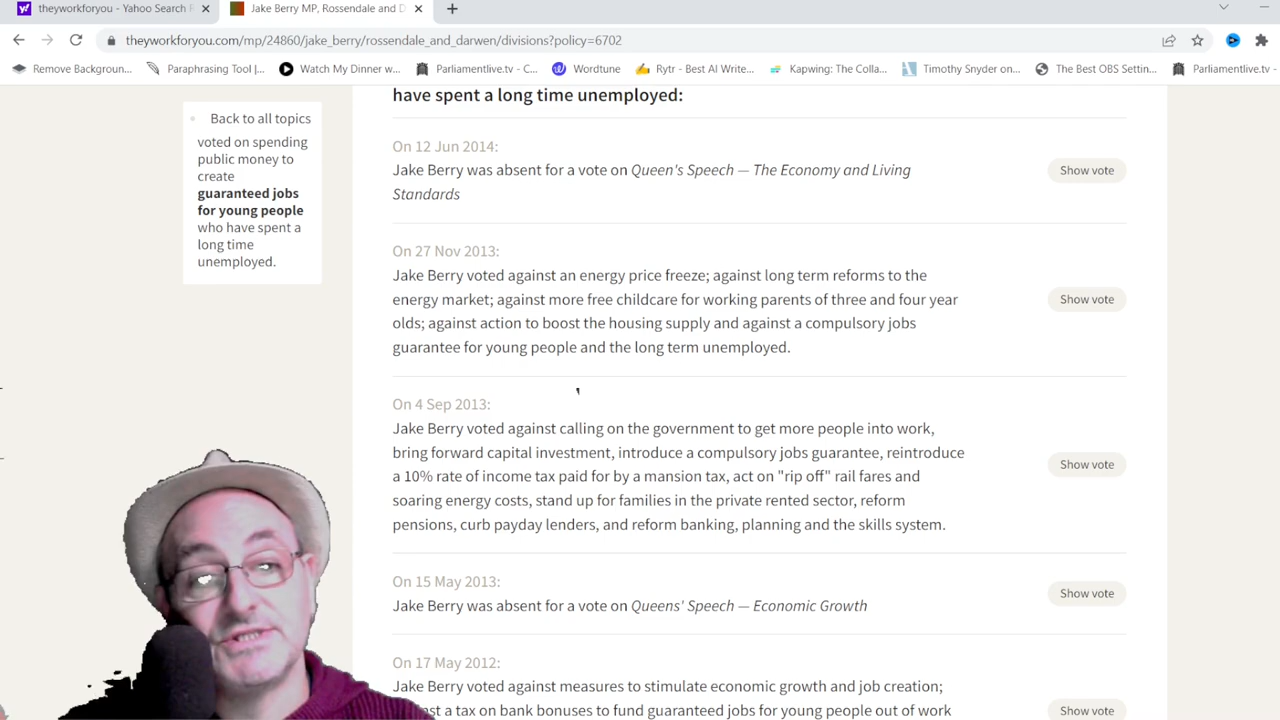 theyworkforyou - Yahoo Search R
Jake Berry MP, Rossendale and D
theyworkforyou.com/mp/24860/jake_berry/rossendale_and_darwen/divisions?policy=6702
Remove Backgroun...
Paraphrasing Tool |...
Watch My Dinner w...
Parliamentlive.tv - C...
Wordtune
Rytr - Best AI Write...
Kapwing: The Colla...
Timothy Snyder on...
The Best OBS Settin...
Parliamentlive.tv -
Back to all topics
voted on spending
public money to
create
guaranteed jobs
for young people
who have spent a
long time
unemployed.
have spent a long time unemployed:
On 12 Jun 2014:
Jake Berry was absent for a vote on Queen's Speech — The Economy and Living
Standards
Show vote
On 27 Nov 2013:
Jake Berry voted against an energy price freeze; against long term reforms to the
energy market; against more free childcare for working parents of three and four year
olds; against action to boost the housing supply and against a compulsory jobs
guarantee for young people and the long term unemployed.
Show vote
On 4 Sep 2013:
Jake Berry voted against calling on the government to get more people into work,
bring forward capital investment, introduce a compulsory jobs guarantee, reintroduce
a 10% rate of income tax paid for by a mansion tax, act on "rip off" rail fares and
soaring energy costs, stand up for families in the private rented sector, reform
pensions, curb payday lenders, and reform banking, planning and the skills system.
Show vote
On 15 May 2013:
Jake Berry was absent for a vote on Queens' Speech — Economic Growth
Show vote
On 17 May 2012:
Jake Berry voted against measures to stimulate economic growth and job creation;
a tax on bank bonuses to fund guaranteed jobs for young people out of work
Show vote